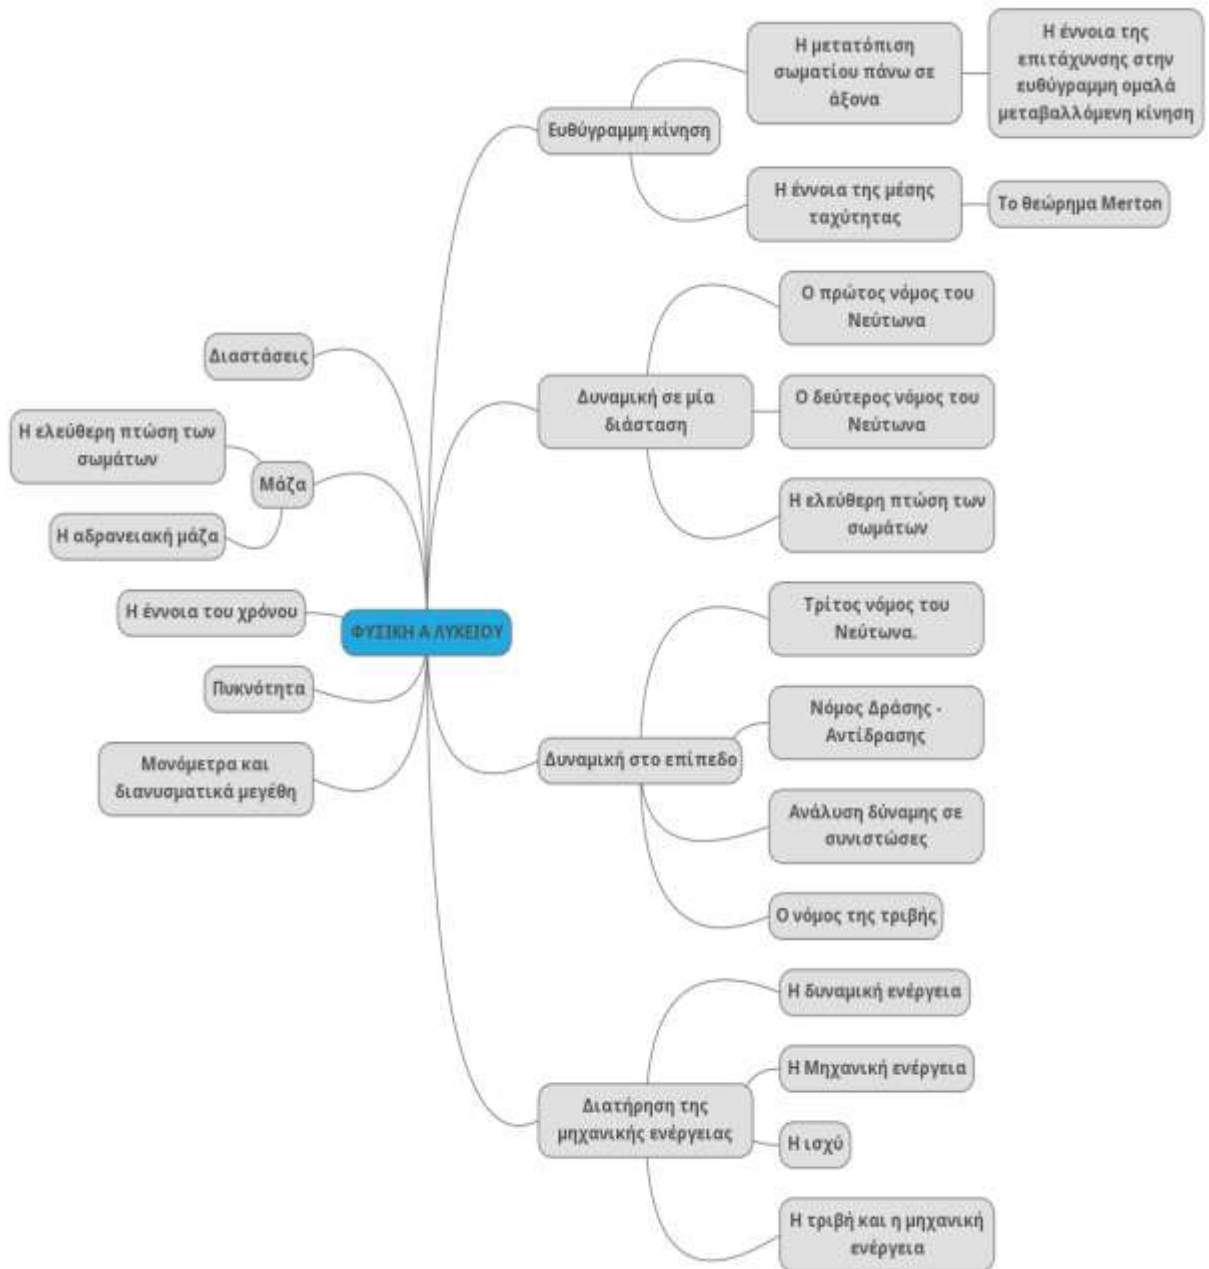 Η μετατόπιση
σωματίου πάνω σε
άξονα
Η έννοια της
επιτάχυνσης στην
ευθύγραμμη ομαλά
μεταβαλλόμενη κίνηση
Ευθύγραμμη κίνηση
Η έννοια της μέσης
ταχύτητας
Το θεώρημα Merton
Ο πρώτος νόμος του
Νεύτωνα
Δυναμική σε μία
διάσταση
Ο δεύτερος νόμος του
Νεύτωνα
Η ελεύθερη πτώση των
σωμάτων
Διαστάσεις
Η ελεύθερη πτώση των
σωμάτων
Μάζα
Η αδρανειακή μάζα
Η έννοια του χρόνου
ΦΥΣΙΚΗ Α ΛΥΚΕΙΟΥ
Πυκνότητα
Μονόμετρα και
διανυσματικά μεγέθη
Τρίτος νόμος του
Νεύτωνα.
Νόμος Δράσης -
Αντίδρασης
Δυναμική στο επίπεδο
Ανάλυση δύναμης σε
συνιστώσες
Ο νόμος της τριβής
Η δυναμική ενέργεια
Η Μηχανική ενέργεια
Διατήρηση της
μηχανικής ενέργειας
Η ισχύ
Η τριβή και η μηχανική
ενέργεια